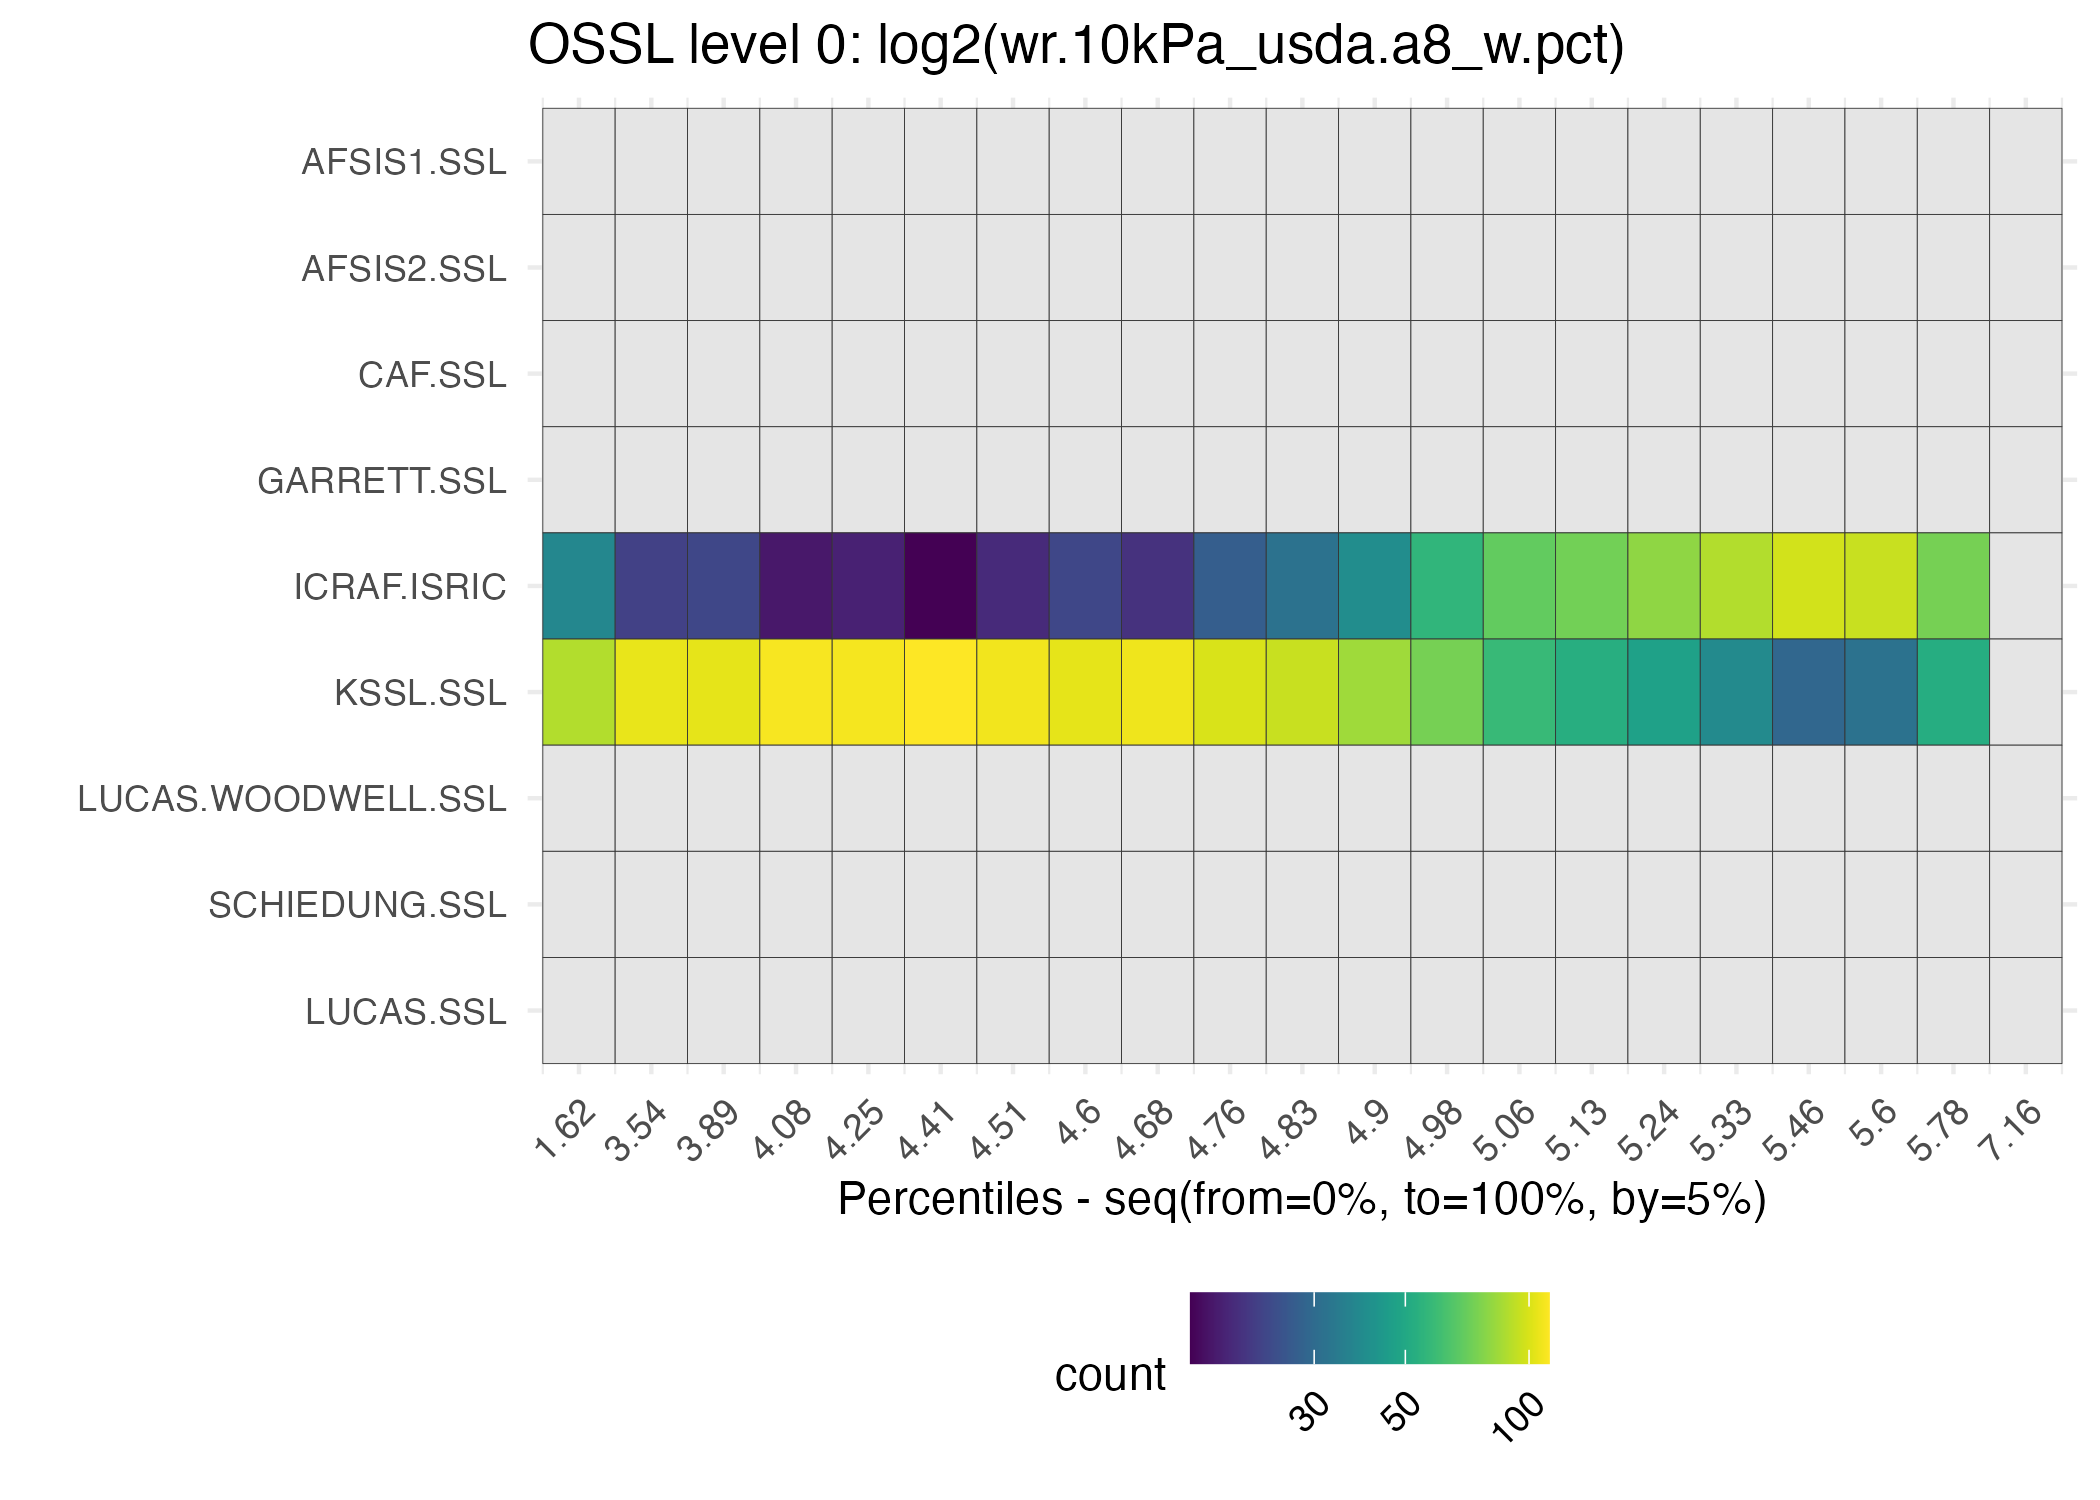 OSSL level 0: log2(wr.10kPa_usda.a8_w.pct)
AFSIS1.SSL
AFSIS2.SSL
CAF.SSL
GARRETT.SSL
ICRAF.ISRIC
KSSL.SSL
LUCAS.WOODWELL.SSL
SCHIEDUNG.SSL
LUCAS.SSL
1.62 3.54 3.89 4.08 4.25 4.41 4.51 4.6 4.68 4.76 4.83 4.9 4.98 5.06 5.13 5.24 5.33 5.46 5.6 5.78 7.16
Percentiles - seq(from=0%, to=100%, by=5%)
count
30 50 100